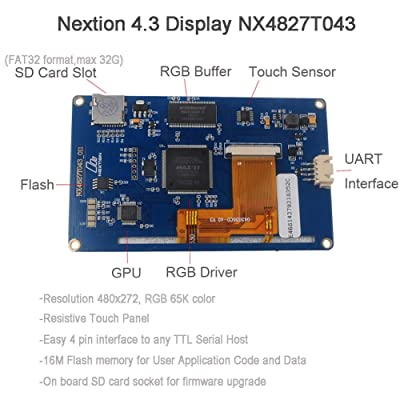 Nextion 4.3 Display NX4827T043
(FAT32 format,max 32G)
SD Card Slot
RGB Buffer
Touch Sensor
UART
Interface
Flash
NX4827T043_011
GPU
RGB Driver
-Resolution 480x272, RGB 65K color
-Resistive Touch Panel
-Easy 4 pin interface to any TTL Serial Host
-16M Flash memory for User Application Code and Data
-On board SD card socket for firmware upgrade